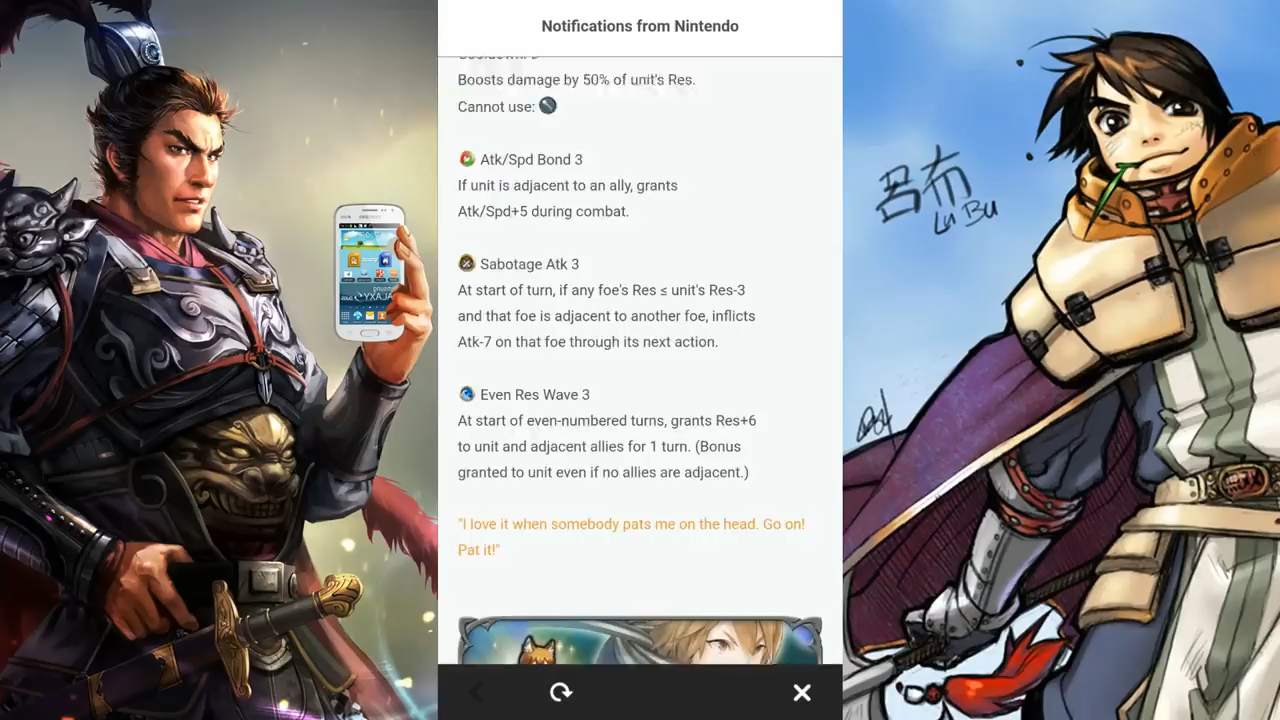 Notifications from Nintendo
Boosts damage by 50% of unit's Res.
Cannot use:
Atk/Spd Bond 3
If unit is adjacent to an ally, grants
Atk/Spd+5 during combat.
Sabotage Atk 3
At start of turn, if any foe's Res ≤ unit's Res-3
and that foe is adjacent to another foe, inflicts
Atk-7 on that foe through its next action.
Even Res Wave 3
At start of even-numbered turns, grants Res+6
to unit and adjacent allies for 1 turn. (Bonus
granted to unit even if no allies are adjacent.)
"I love it when somebody pats me on the head. Go on!
Pat it!"
呂布
Lu Bu